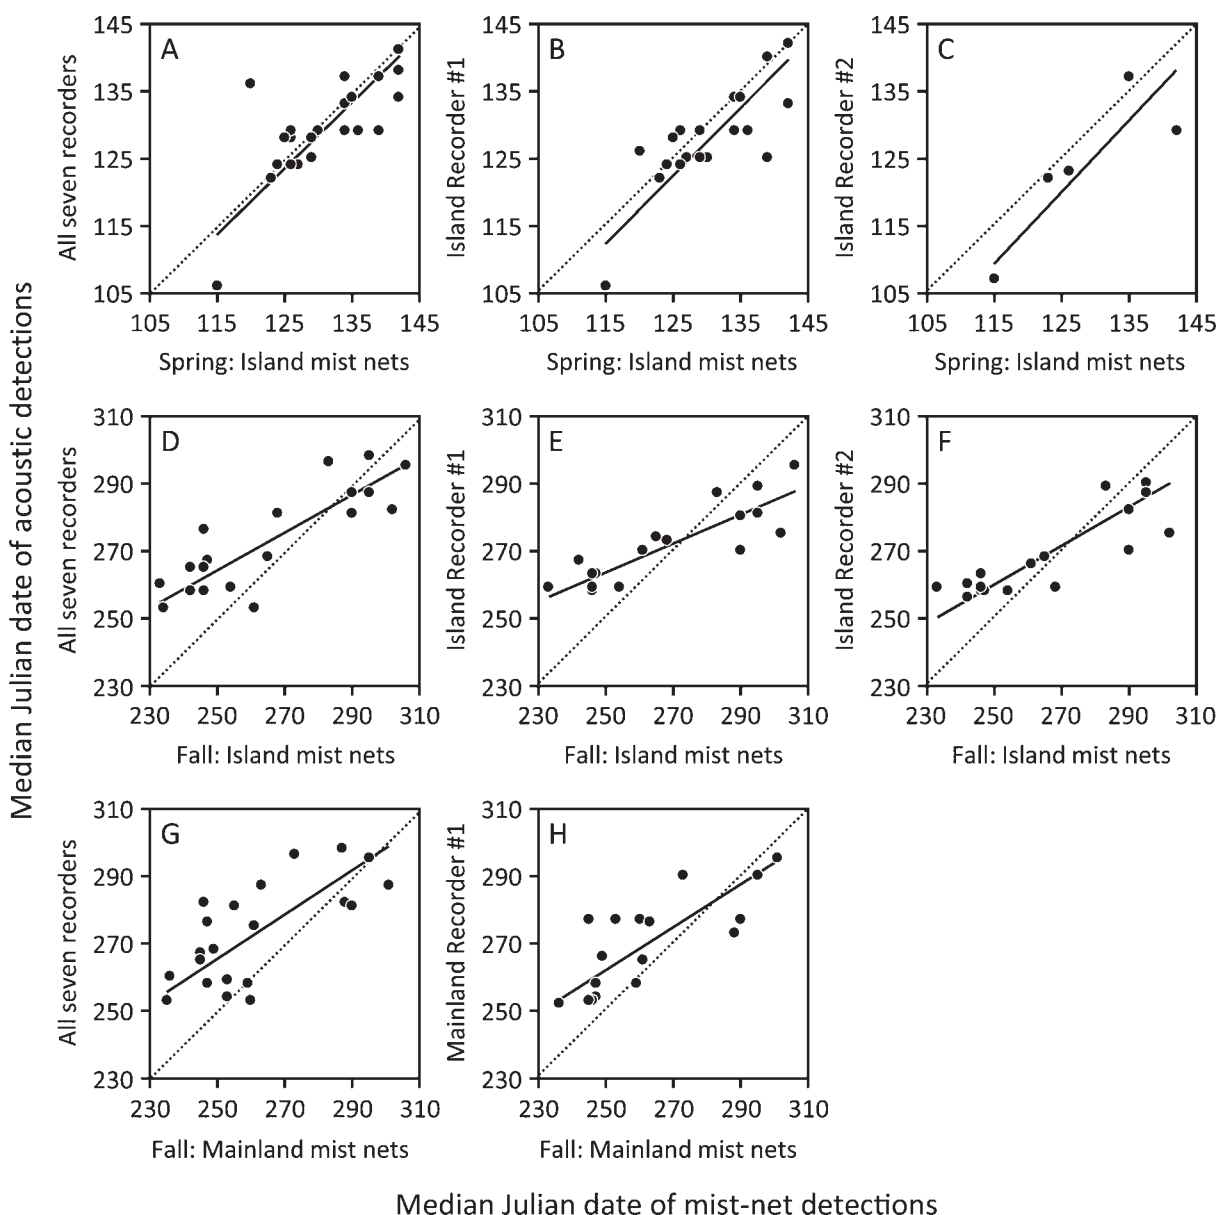 Median Julian date of acoustic detections
A
All seven recorders
145
135
125
115
105
105 115 125 135 145
Spring: Island mist nets
B
Island Recorder #1
145
135
125
115
105
105 115 125 135 145
Spring: Island mist nets
C
Island Recorder #2
145
135
125
115
105
105 115 125 135 145
Spring: Island mist nets
D
All seven recorders
310
290
270
250
230
230 250 270 290 310
Fall: Island mist nets
E
Island Recorder #1
310
290
270
250
230
230 250 270 290 310
Fall: Island mist nets
F
Island Recorder #2
310
290
270
250
230
230 250 270 290 310
Fall: Island mist nets
G
All seven recorders
310
290
270
250
230
230 250 270 290 310
Fall: Mainland mist nets
H
Mainland Recorder #1
310
290
270
250
230
230 250 270 290 310
Fall: Mainland mist nets
Median Julian date of mist-net detections